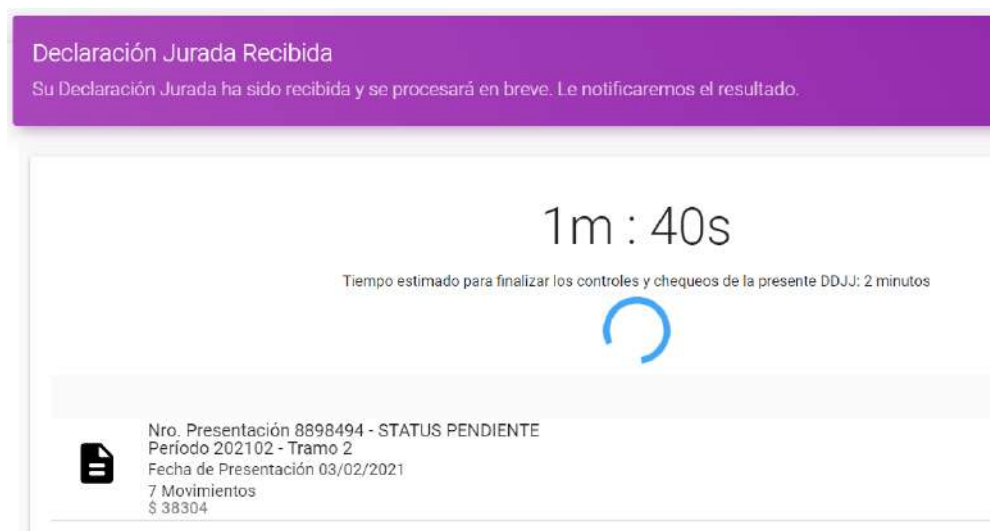 Declaración Jurada Recibida
Su Declaración Jurada ha sido recibida y se procesará en breve. Le notificaremos el resultado.
1m : 40s
Tiempo estimado para finalizar los controles y chequeos de la presente DDJJ: 2 minutos
Nro. Presentación 8898494 - STATUS PENDIENTE
Período 202102 - Tramo 2
Fecha de Presentación 03/02/2021
7 Movimientos
$ 38304